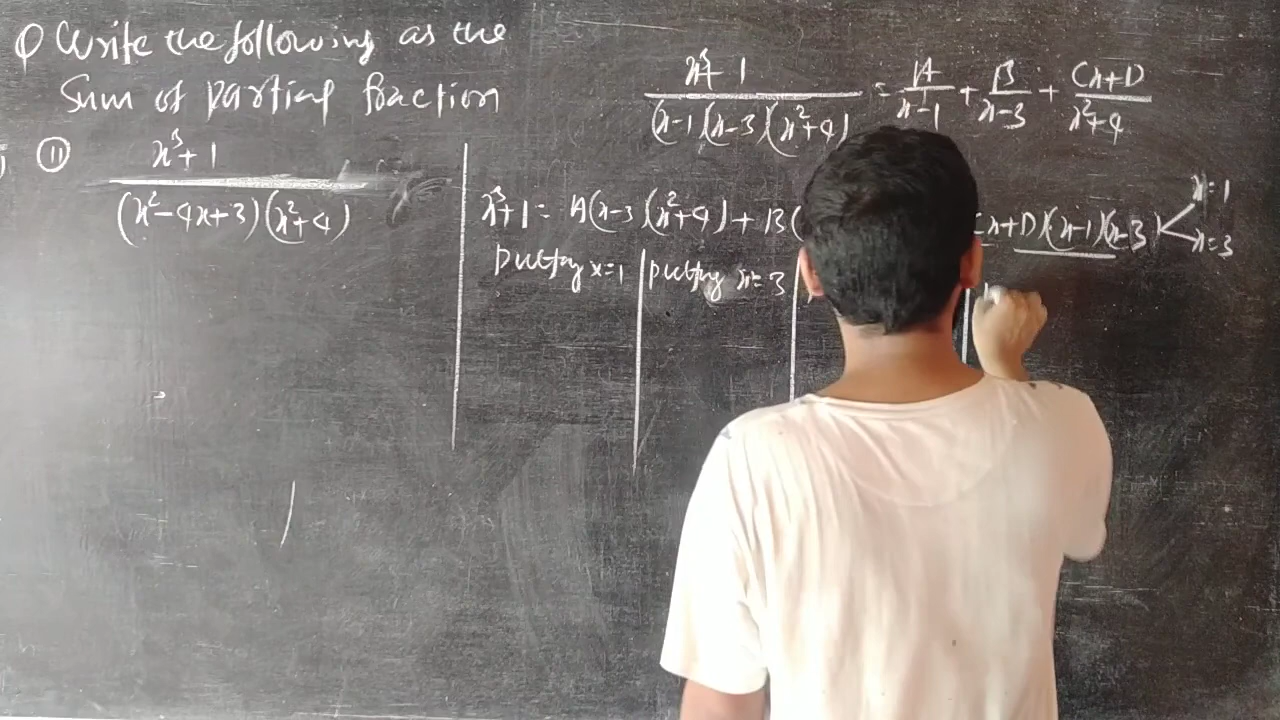 Q Write the following as the
Sum of partial fraction
(11) x³+1 / (x²-4x+3)(x²+4)
x³+1 / (x-1)(x-3)(x²+4) = A/x-1 + B/x-3 + Cx+D/x²+4
x³+1 = A(x-3)(x²+4) + B( Cx+D)(x-1)(x-3) x=1
x=3
putting x=1 | putting x=3